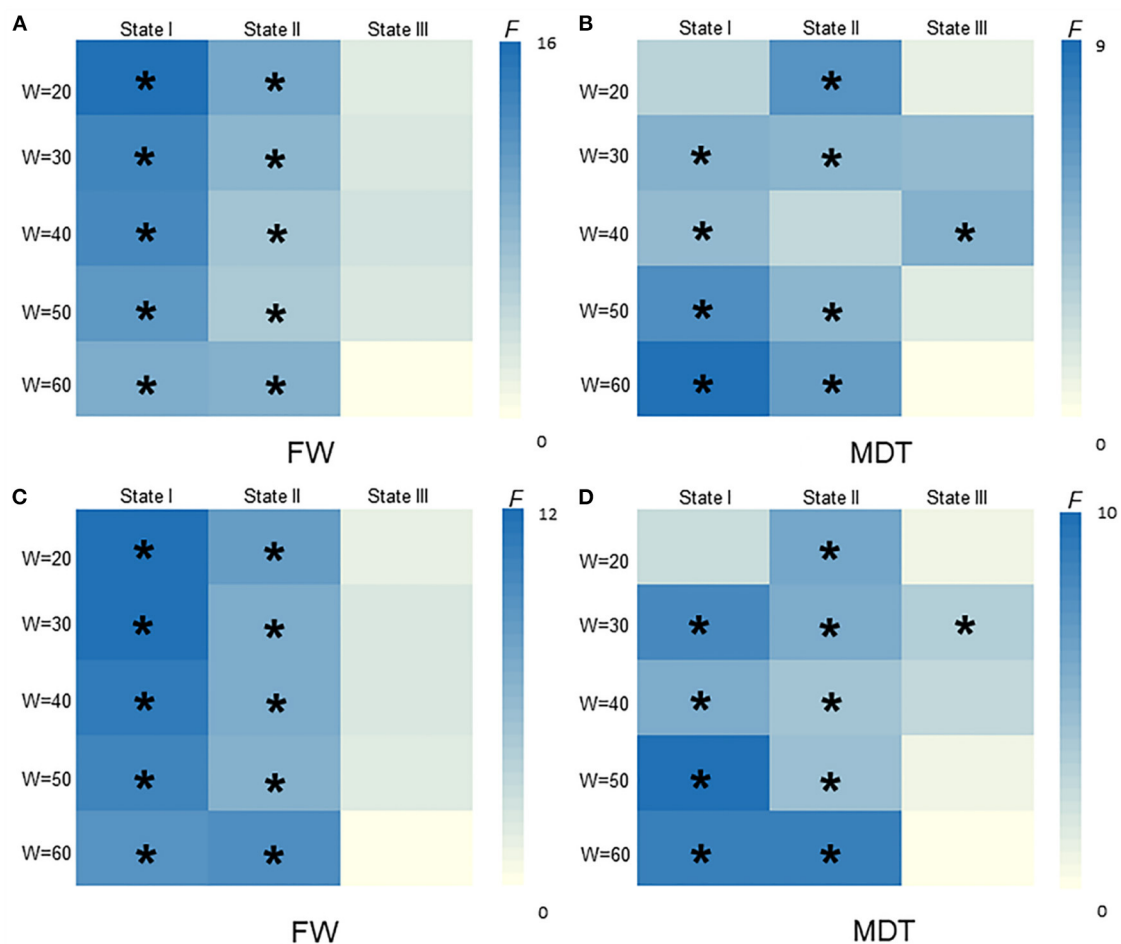 A
State I State II State III F
16
W=20 *  *
W=30 *  *
W=40 *  *
W=50 *  *
W=60 *  *
0
FW
B
State I State II State III F
9
W=20 *
W=30 *  *
W=40 *  *
W=50 *  *
W=60 *  *
0
MDT
C
State I State II State III F
12
W=20 *  *
W=30 *  *
W=40 *  *
W=50 *  *
W=60 *  *
0
FW
D
State I State II State III F
10
W=20 *
W=30 *  *  *
W=40 *  *
W=50 *  *
W=60 *  *
0
MDT